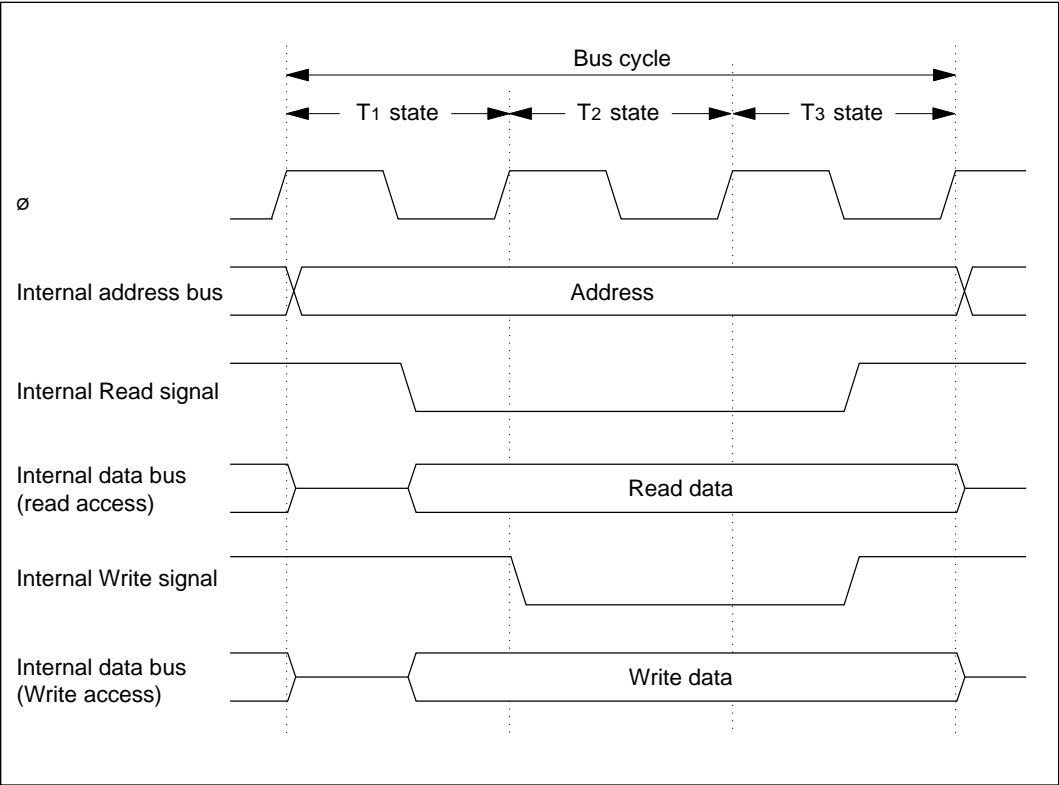 Bus cycle
T1 state
T2 state
T3 state
ø
Internal address bus
Address
Internal Read signal
Internal data bus
(read access)
Read data
Internal Write signal
Internal data bus
(Write access)
Write data